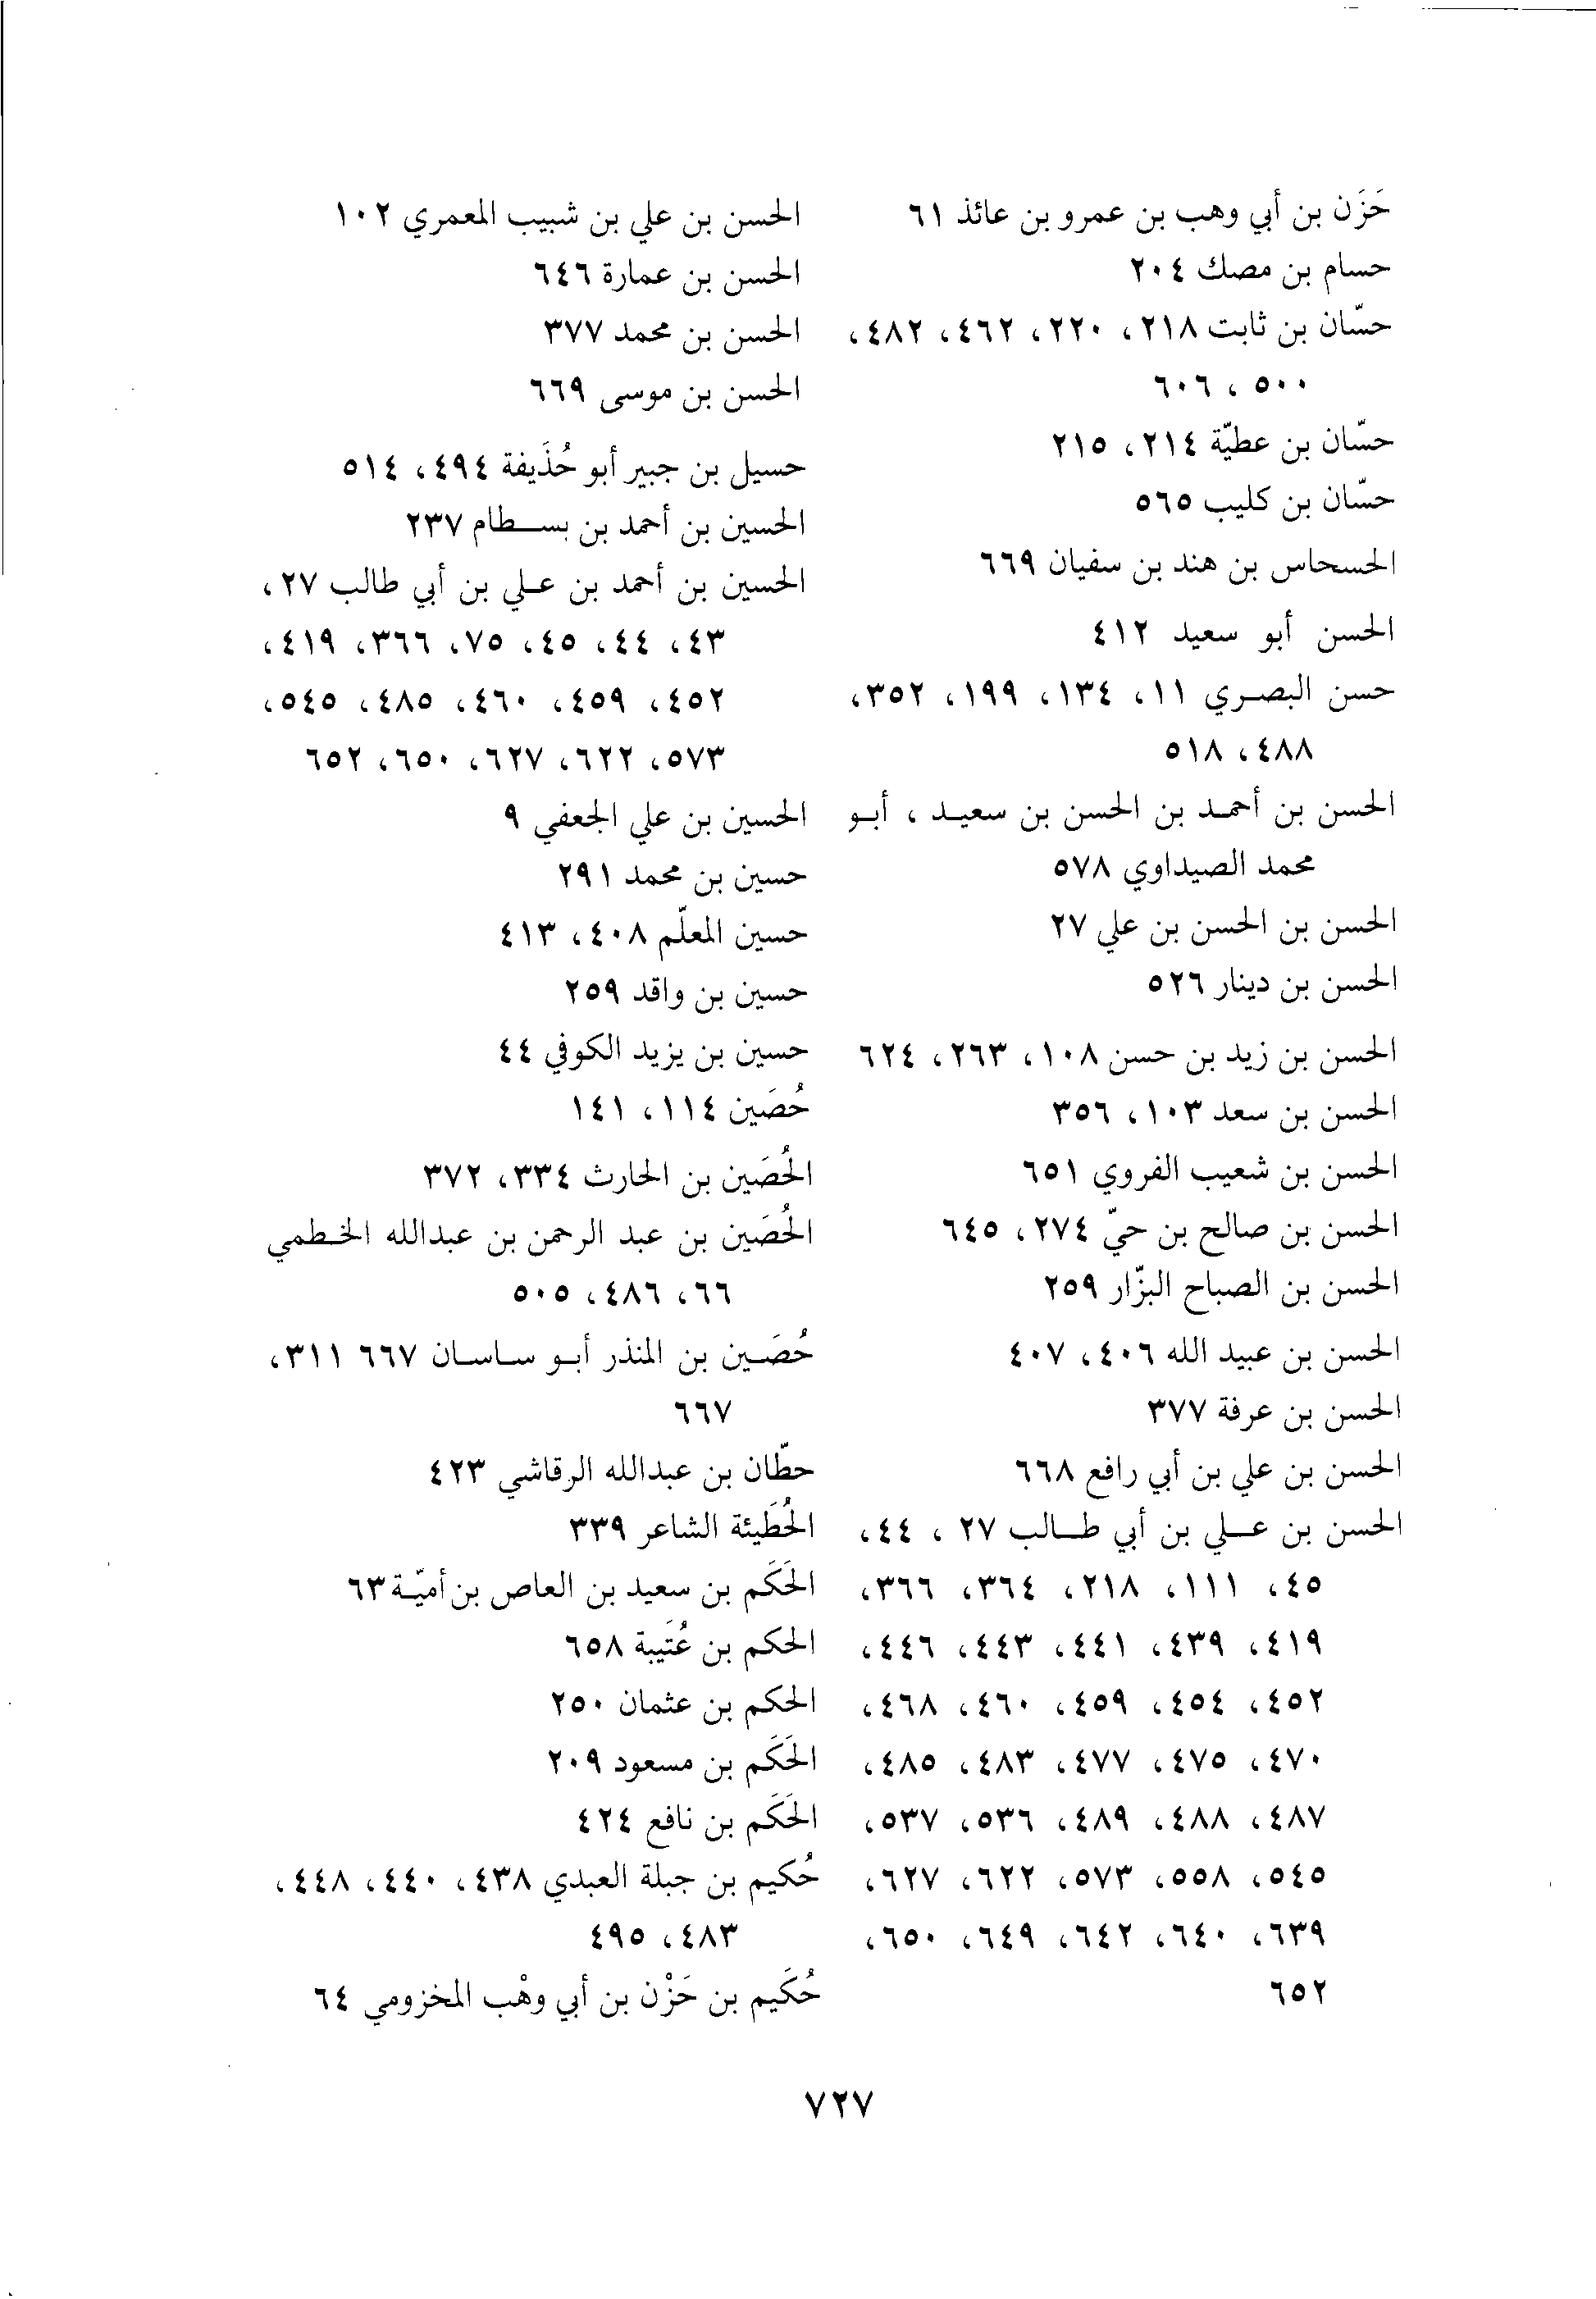 حَزَن بن أبي وهب بن عمرو بن عائذ ٦١
حسام بن مصك ٢٠٤
حسّان بن ثابت ٢١٨، ٢٢٠، ٤٦٢، ٤٨٢،
٥٠٠ ، ٦٠٦
حسّان بن عطيّة ٢١٤، ٢١٥
حسّان بن كليب ٥٦٥
الحسحاس بن هند بن سفيان ٦٦٩
الحسن أبو سعيد ٤١٢
حسن البصري ١١، ١٣٤، ١٩٩، ٣٥٢،
٤٨٨، ٥١٨
الحسن بن أحمد بن الحسن بن سعيد ، أبو
محمد الصيداوي ٥٧٨
الحسن بن الحسن بن علي ٢٧
الحسن بن دينار ٥٢٦
الحسن بن زيد بن حسن ١٠٨، ٢٦٣، ٦٢٤
الحسن بن سعد ١٠٣، ٣٥٦
الحسن بن شعيب الفروي ٦٥١
الحسن بن صالح بن حيّ ٢٧٤، ٦٤٥
الحسن بن الصباح البزّار ٢٥٩
الحسن بن عبيد الله ٤٠٦، ٤٠٧
الحسن بن عرفة ٣٧٧
الحسن بن علي بن أبي رافع ٦٦٨
الحسن بن علي بن أبي طالب ٢٧ ، ٤٤،
٤٥، ١١١، ٢١٨، ٣٦٤، ٣٦٦،
٤١٩، ٤٣٩، ٤٤١، ٤٤٣، ٤٤٦،
٤٥٢، ٤٥٤، ٤٥٩، ٤٦٠، ٤٦٨،
٤٧٠، ٤٧٥، ٤٧٧، ٤٨٣، ٤٨٥،
٤٨٧، ٤٨٨، ٤٨٩، ٥٣٦، ٥٣٧،
٥٤٥، ٥٥٨، ٥٧٣، ٦٢٢، ٦٢٧،
٦٣٩، ٦٤٠، ٦٤٢، ٦٤٩، ٦٥٠،
٦٥٢
الحسن بن علي بن شبيب المعمري ١٠٢
الحسن بن عمارة ٦٤٦
الحسن بن محمد ٣٧٧
الحسن بن موسى ٦٦٩
حسيل بن جبير أبو حُذَيفة ٤٩٤، ٥١٤
الحسين بن أحمد بن بسطام ٢٣٧
الحسين بن أحمد بن علي بن أبي طالب ٢٧،
٤٣، ٤٤، ٤٥، ٧٥، ٣٦٦، ٤١٩،
٤٥٢، ٤٥٩، ٤٦٠، ٤٨٥، ٥٤٥،
٥٧٣، ٦٢٢، ٦٢٧، ٦٥٠، ٦٥٢
الحسين بن علي الجعفي ٩
حسين بن محمد ٢٩١
حسين المعلّم ٤٠٨، ٤١٣
حسين بن واقد ٢٥٩
حسين بن يزيد الكوفي ٤٤
حُصَين ١١٤، ١٤١
الحُصَين بن الحارث ٣٣٤، ٣٧٢
الحُصَين بن عبد الرحمن بن عبدالله الخطمي
٦٦، ٤٨٦، ٥٠٥
حُصَين بن المنذر أبو ساسان ٦٦٧ ٣١١،
٦٦٧
حطّان بن عبدالله الرقاشي ٤٢٣
الحُطَيئة الشاعر ٣٣٩
الحَكَم بن سعيد بن العاص بن أميّة ٦٣
الحكم بن عُتَيبة ٦٥٨
الحكم بن عثمان ٢٥٠
الحَكَم بن مسعود ٢٠٩
الحَكَم بن نافع ٤٢٤
حُكيم بن جبلة العبدي ٤٣٨، ٤٤٠، ٤٤٨،
٤٨٣، ٤٩٥
حُكَيم بن حَزْن بن أبي وهْب المخزومي ٦٤
٧٢٧